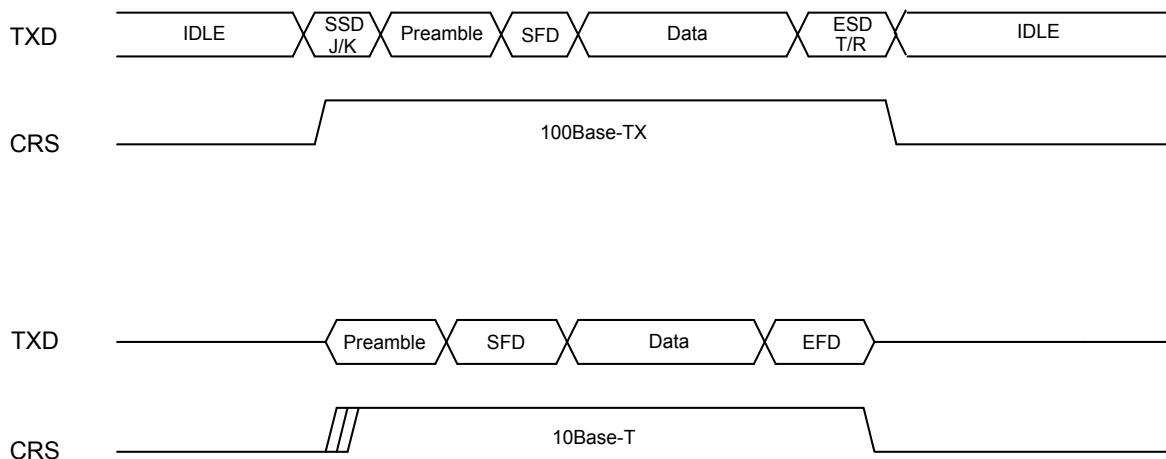 TXD IDLE SSD J/K Preamble SFD Data ESD T/R IDLE
CRS 100Base-TX
TXD Preamble SFD Data EFD
CRS 10Base-T